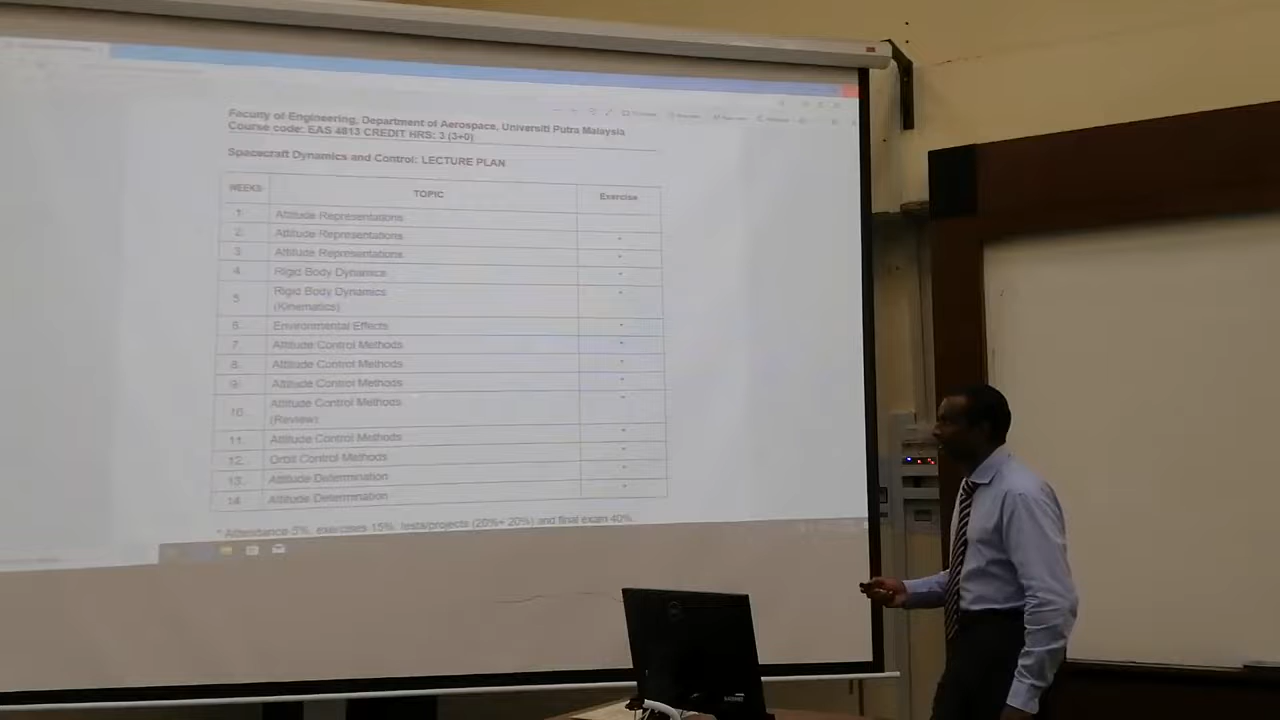 Faculty of Engineering, Department of Aerospace, Universiti Putra Malaysia
Course code: EAS 4813 CREDIT HRS: 3 (3+0)
Spacecraft Dynamics and Control: LECTURE PLAN
WEEKS TOPIC Exercise
1. Attitude Representations
2. Attitude Representations *
3. Attitude Representations *
4. Rigid Body Dynamics *
5 Rigid Body Dynamics *
(Kinematics)
6. Environmental Effects *
7. Attitude Control Methods *
8. Attitude Control Methods *
9. Attitude Control Methods *
10. Attitude Control Methods *
(Review)
11. Attitude Control Methods *
12. Orbit Control Methods *
13. Attitude Determination *
14. Attitude Determination *
* Attendance 5%, exercises 15%, tests/projects (20%+ 20%) and final exam 40%.